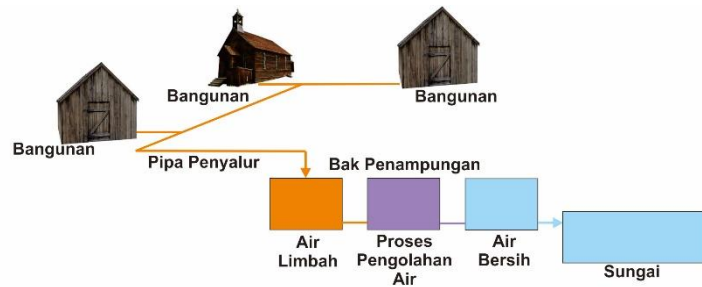 Bangunan
Bangunan
Bangunan
Pipa Penyalur
Bak Penampungan
Air
Limbah
Proses
Pengolahan
Air
Air
Bersih
Sungai